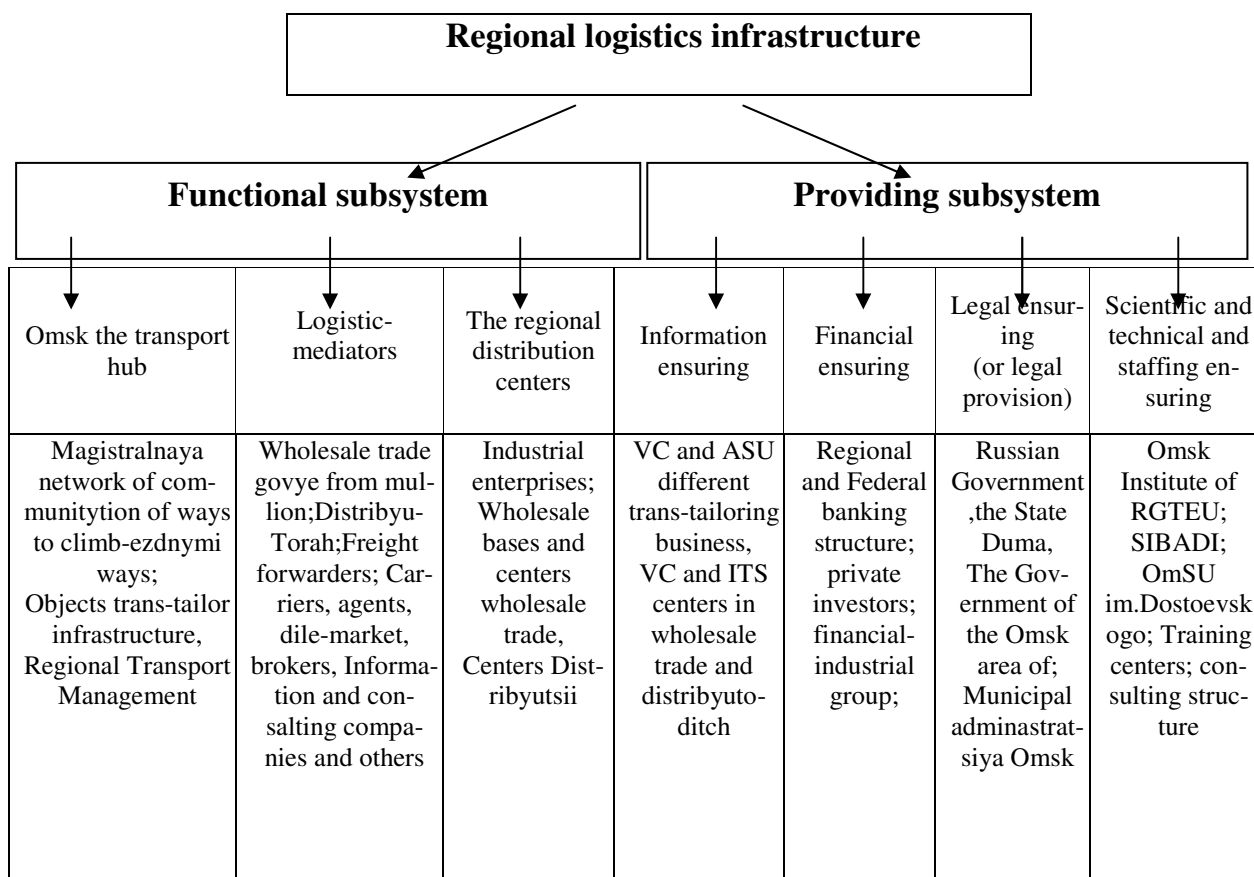 Regional logistics infrastructure
Functional subsystem
Providing subsystem
Omsk the transport
hub
Logistic-
mediators
The regional
distribution
centers
Information
ensuring
Financial
ensuring
Legal ensur-
ing
(or legal
provision)
Scientific and
technical and
staffing en-
suring
Magistralnaya
network of com-
munitytion of ways
to climb-ezdnymi
ways;
Objects trans-tailor
infrastructure,
Regional Transport
Management
Wholesale trade
govye from mul-
lion;Distribyu-
Torah;Freight
forwarders; Car-
riers, agents,
dile-market,
brokers, Informa-
tion and con-
salting compa-
nies and others
Industrial
enterprises;
Wholesale
bases and
centers
wholesale
trade,
Centers Dist-
ribyutsii
VC and ASU
different
trans-tailoring
business,
VC and ITS
centers in
wholesale
trade and
distribyuto-
ditch
Regional
and Federal
banking
structure;
private
investors;
financial-
industrial
group;
Russian
Government
,the State
Duma,
The Gov-
ernment of
the Omsk
area of;
Municipal
adminastrat-
siya Omsk
Omsk
Institute of
RGTEU;
SIBADI;
OmSU
im.Dostoevsk
ogo; Training
centers; con-
sulting struc-
ture